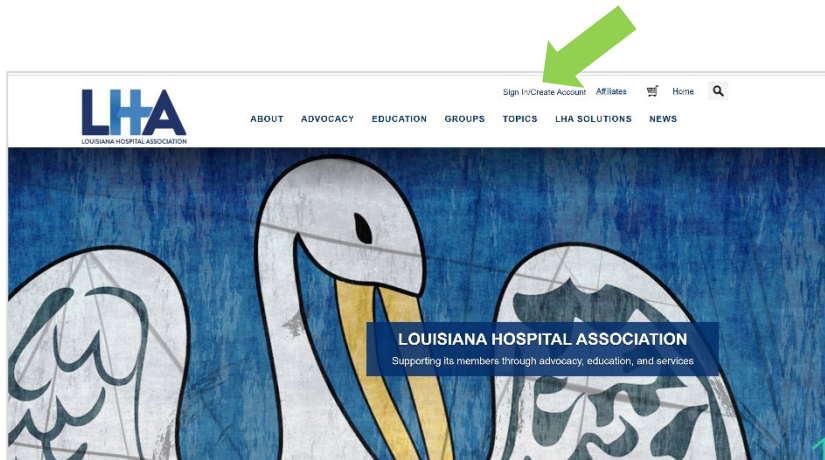 Sign In/Create Account Affiliates Home
LHA
LOUISIANA HOSPITAL ASSOCIATION
ABOUT ADVOCACY EDUCATION GROUPS TOPICS LHA SOLUTIONS NEWS
LOUISIANA HOSPITAL ASSOCIATION
Supporting its members through advocacy, education, and services